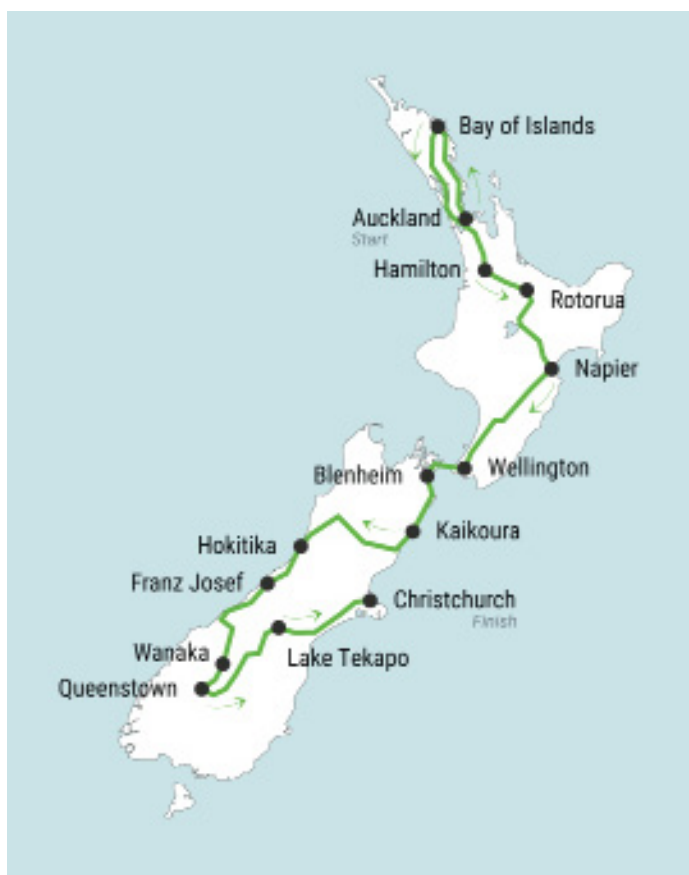 Bay of Islands
Auckland
Start
Hamilton
Rotorua
Napier
Wellington
Blenheim
Kaikoura
Hokitika
Franz Josef
Christchurch
Finish
Wanaka
Lake Tekapo
Queenstown